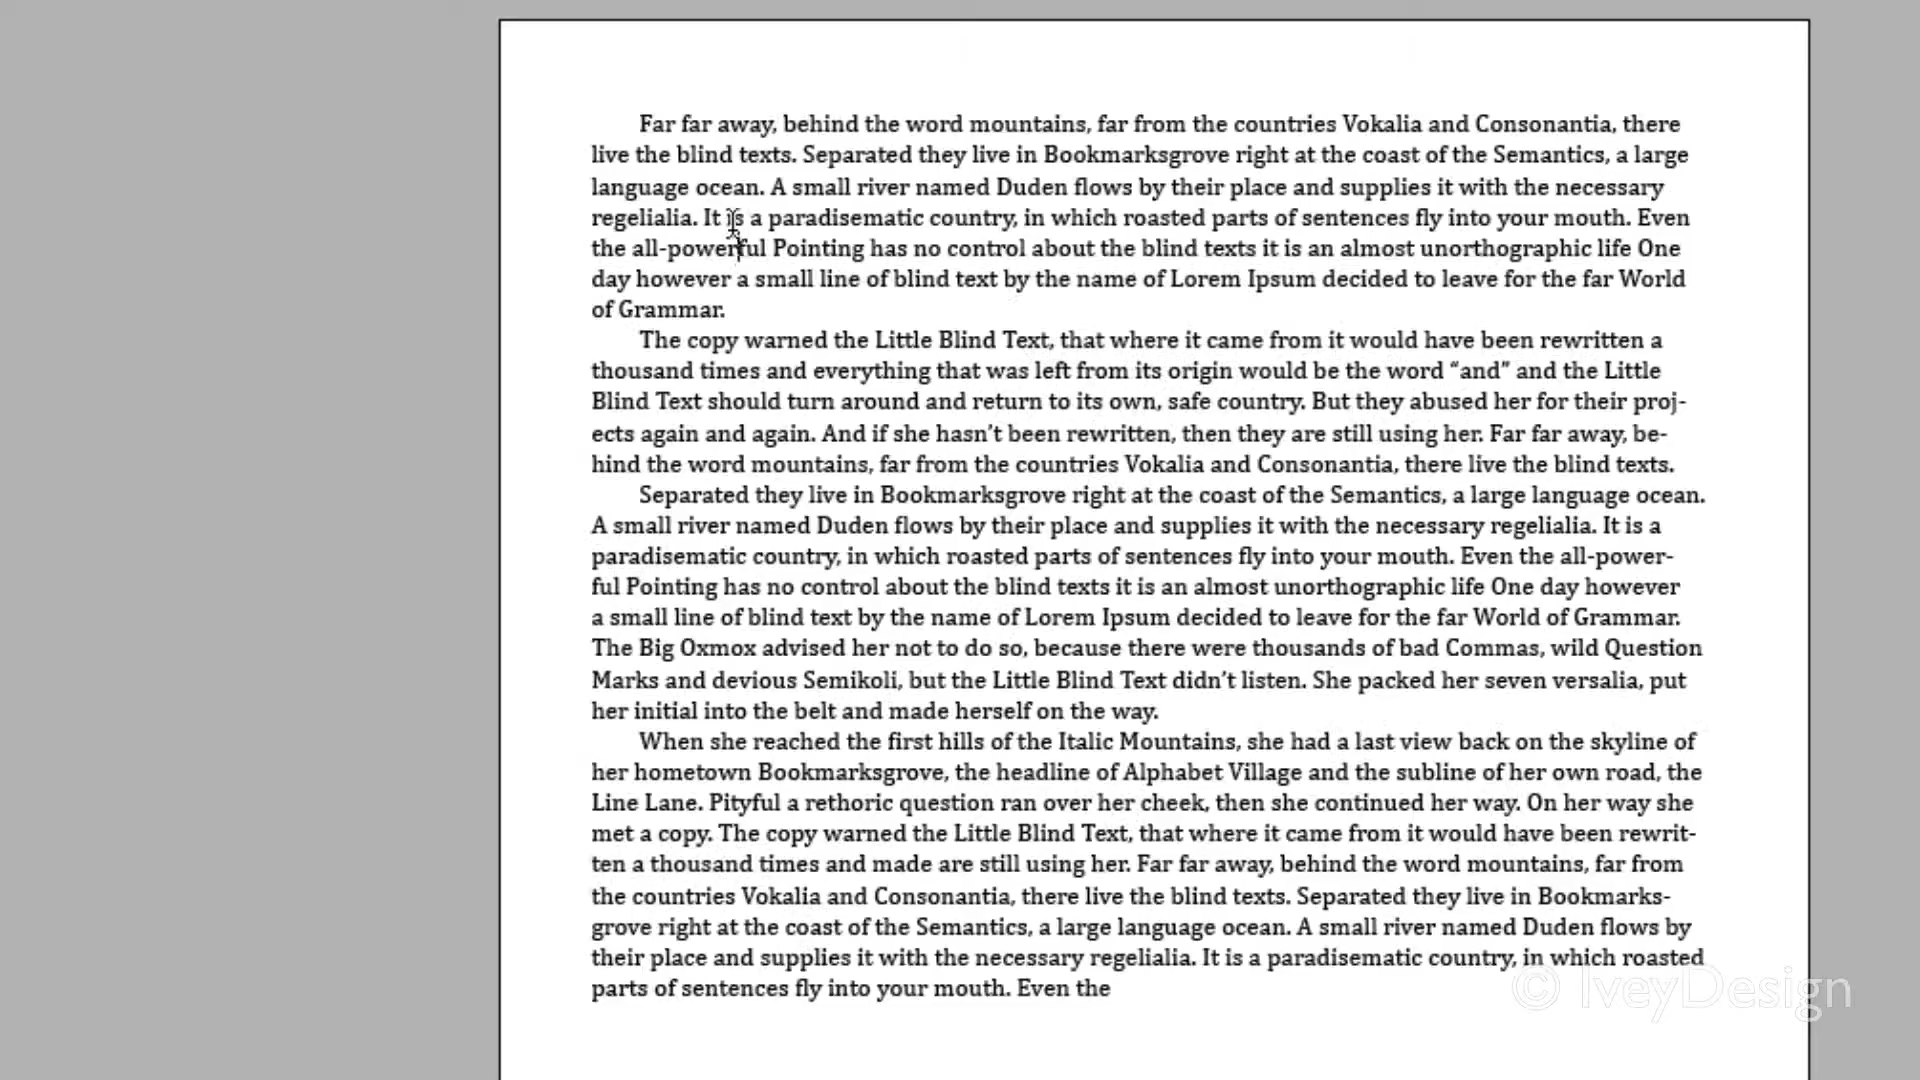 Far far away, behind the word mountains, far from the countries Vokalia and Consonantia, there
live the blind texts. Separated they live in Bookmarksgrove right at the coast of the Semantics, a large
language ocean. A small river named Duden flows by their place and supplies it with the necessary
regelialia. It is a paradisematic country, in which roasted parts of sentences fly into your mouth. Even
the all-powerful Pointing has no control about the blind texts it is an almost unorthographic life One
day however a small line of blind text by the name of Lorem Ipsum decided to leave for the far World
of Grammar.
The copy warned the Little Blind Text, that where it came from it would have been rewritten a
thousand times and everything that was left from its origin would be the word “and” and the Little
Blind Text should turn around and return to its own, safe country. But they abused her for their proj-
ects again and again. And if she hasn’t been rewritten, then they are still using her. Far far away, be-
hind the word mountains, far from the countries Vokalia and Consonantia, there live the blind texts.
Separated they live in Bookmarksgrove right at the coast of the Semantics, a large language ocean.
A small river named Duden flows by their place and supplies it with the necessary regelialia. It is a
paradisematic country, in which roasted parts of sentences fly into your mouth. Even the all-power-
ful Pointing has no control about the blind texts it is an almost unorthographic life One day however
a small line of blind text by the name of Lorem Ipsum decided to leave for the far World of Grammar.
The Big Oxmox advised her not to do so, because there were thousands of bad Commas, wild Question
Marks and devious Semikoli, but the Little Blind Text didn’t listen. She packed her seven versalia, put
her initial into the belt and made herself on the way.
When she reached the first hills of the Italic Mountains, she had a last view back on the skyline of
her hometown Bookmarksgrove, the headline of Alphabet Village and the subline of her own road, the
Line Lane. Pityful a rethoric question ran over her cheek, then she continued her way. On her way she
met a copy. The copy warned the Little Blind Text, that where it came from it would have been rewrit-
ten a thousand times and made are still using her. Far far away, behind the word mountains, far from
the countries Vokalia and Consonantia, there live the blind texts. Separated they live in Bookmarks-
grove right at the coast of the Semantics, a large language ocean. A small river named Duden flows by
their place and supplies it with the necessary regelialia. It is a paradisematic country, in which roasted
parts of sentences fly into your mouth. Even the
© IveyDesign